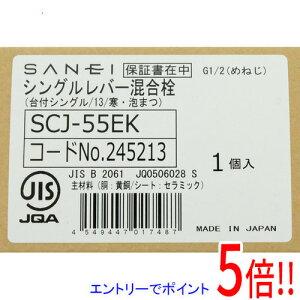 SANEI 保証書在中 G1/2(めねじ)
シングルレバー混合栓
(台付シングル/13/寒・泡まつ)
SCJ-55EK
コードNo.245213
1個入
JIS B 2061 JQ0506028 S
主材料(胴:黄銅/シート:セラミック)
JIS
JQA
4 549447 017487
MADE IN JAPAN
エントリーでポイント
5倍!!